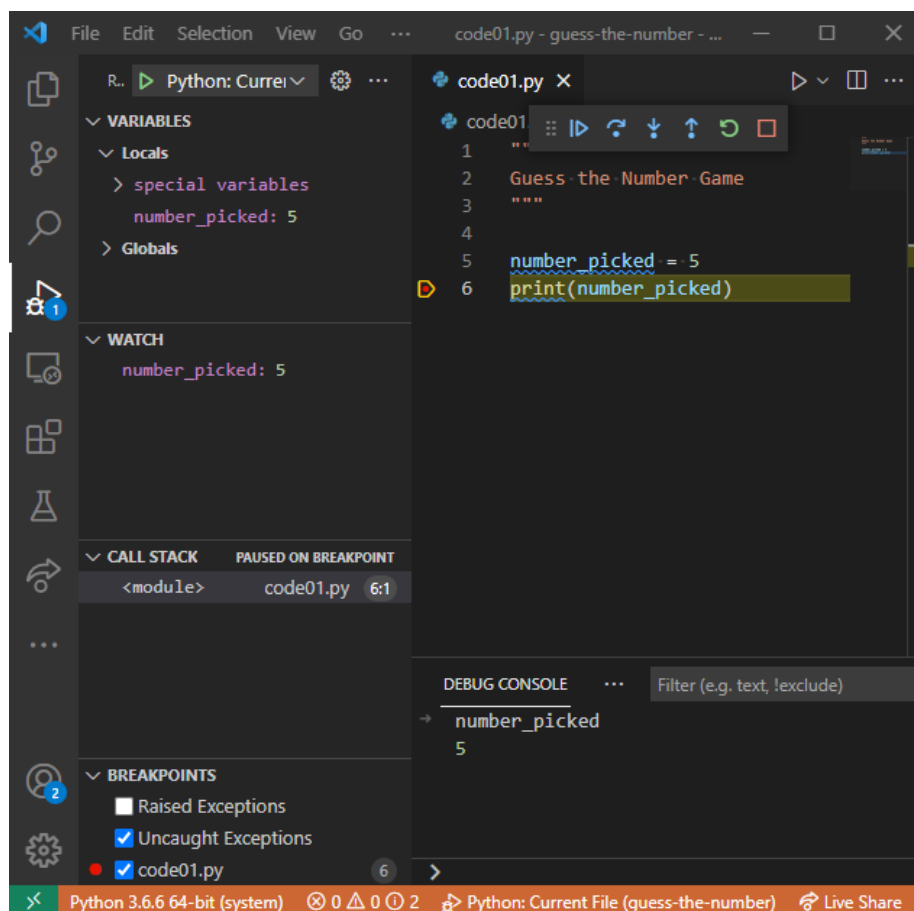 File Edit Selection View Go ··· code01.py - guess-the-number - ...
R.. Python: Currei ···
VARIABLES
Locals
special variables
number_picked: 5
Globals
WATCH
number_picked: 5
CALL STACK PAUSED ON BREAKPOINT
<module> code01.py 6:1
BREAKPOINTS
Raised Exceptions
Uncaught Exceptions
code01.py 6
1
2
code01.py
···
code01.
1 ""
2 Guess·the·Number·Game
3 """
4
5 number_picked·=·5
6 print(number_picked)
DEBUG CONSOLE ··· Filter (e.g. text, !exclude)
number_picked
5
Python 3.6.6 64-bit (system) 0 0 2 Python: Current File (guess-the-number) Live Share